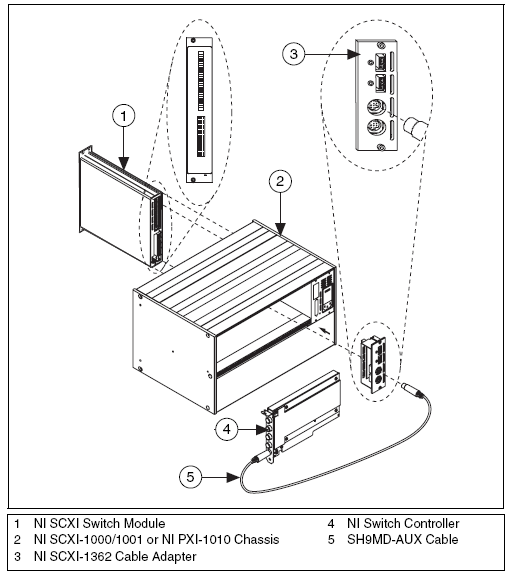 3
1
2
4
5
1 NI SCXI Switch Module
2 NI SCXI-1000/1001 or NI PXI-1010 Chassis
3 NI SCXI-1362 Cable Adapter
4 NI Switch Controller
5 SH9MD-AUX Cable